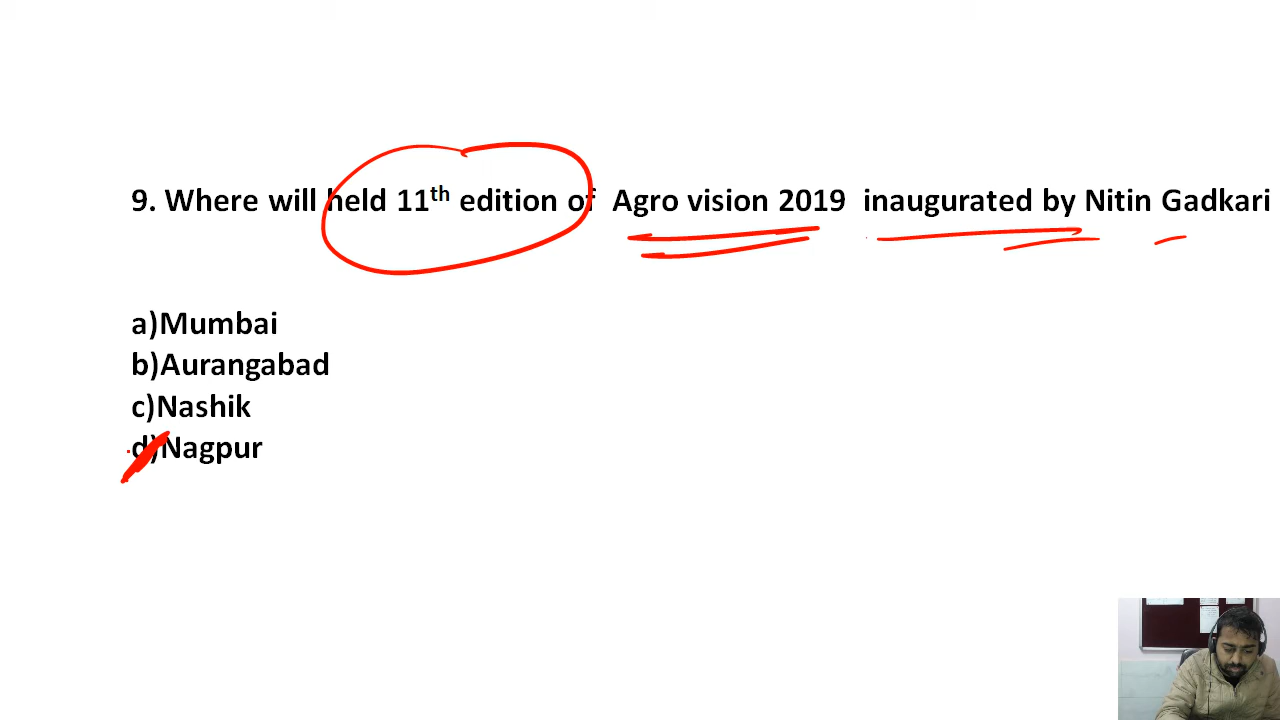 9. Where will held 11th edition of Agro vision 2019 inaugurated by Nitin Gadkari
a)Mumbai
b)Aurangabad
c)Nashik
d)Nagpur